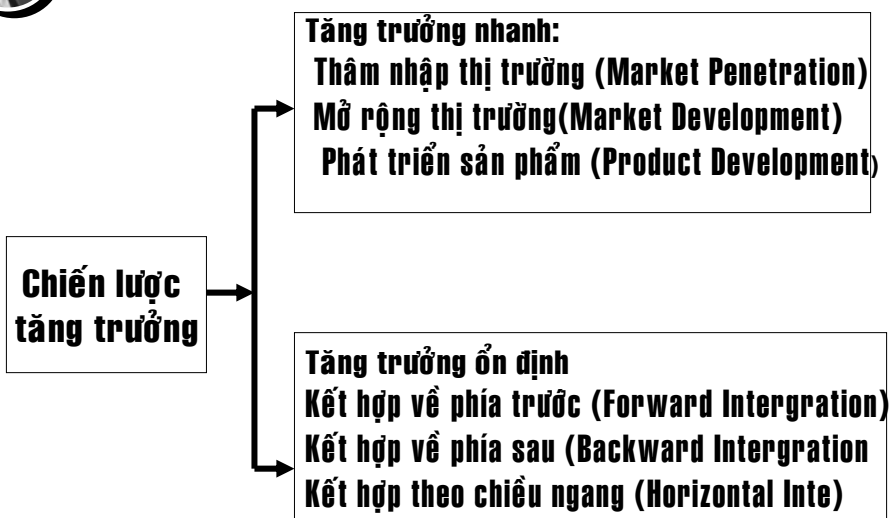 Tăng trưởng nhanh:
Thâm nhập thị trường (Market Penetration)
Mở rộng thị trường(Market Development)
Phát triển sản phẩm (Product Development)
Chiến lược
tăng trưởng
Tăng trưởng ổn định
Kết hợp về phía trước (Forward Intergration)
Kết hợp về phía sau (Backward Intergration
Kết hợp theo chiều ngang (Horizontal Inte)